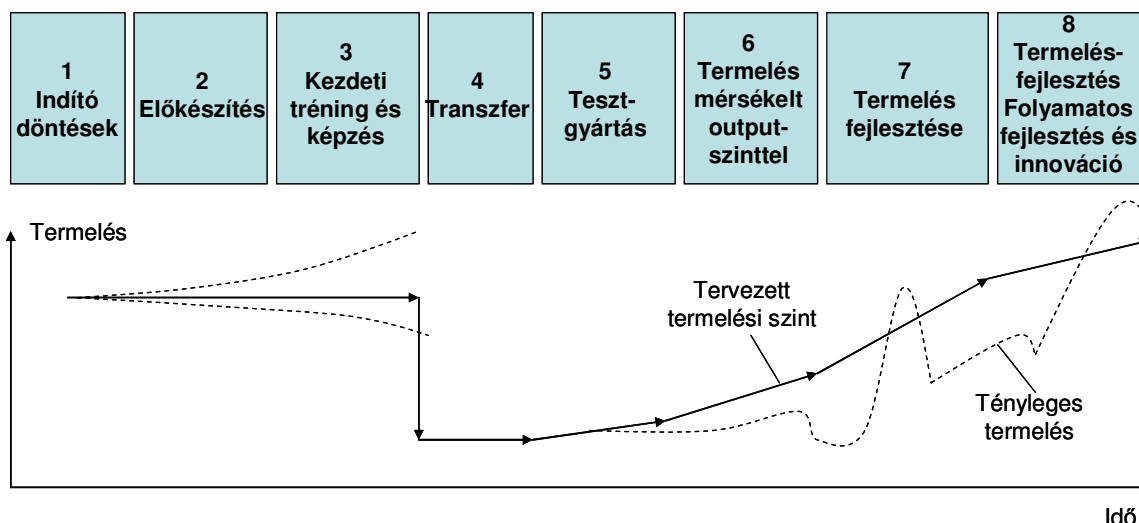 1
Indító
döntések
2
Előkészítés
3
Kezdeti
tréning és
képzés
4
Transzfer
5
Teszt-
gyártás
6
Termelés
mérsékelt
output-
szinttel
7
Termelés
fejlesztése
8
Termelés-
fejlesztés
Folyamatos
fejlesztés és
innováció
Termelés
Tervezett
termelési szint
Tényleges
termelés
Idő